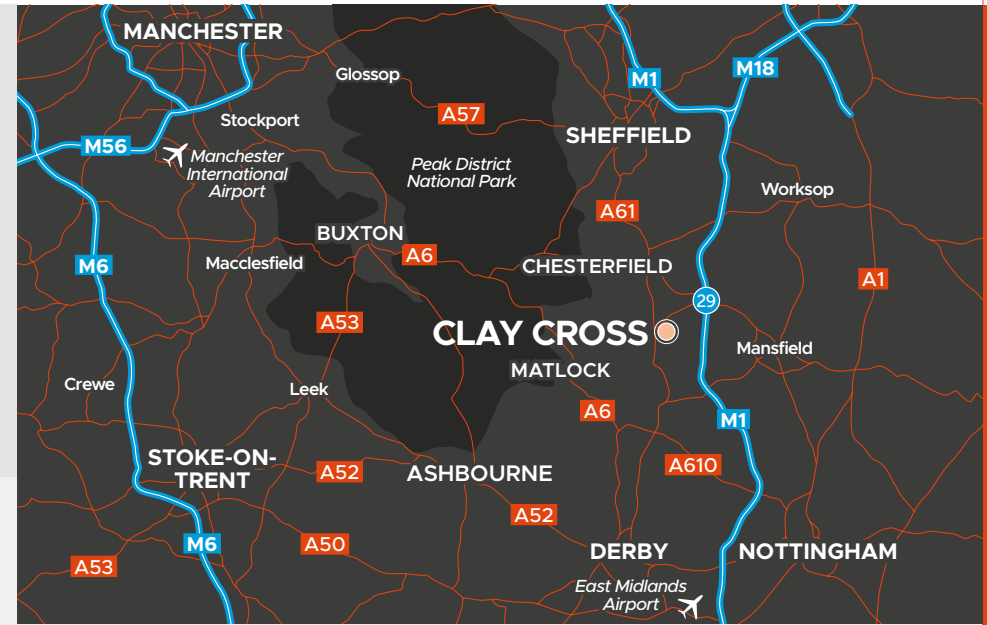 MANCHESTER
M1
M18
Glossop
A57
Stockport
SHEFFIELD
M56
Manchester
International
Airport
Peak District
National Park
Worksop
A61
BUXTON
A6
Macclesfield
CHESTERFIELD
M6
A1
29
A53
CLAY CROSS
Mansfield
MATLOCK
Crewe
Leek
A6
M1
STOKE-ON-
TRENT
A52
ASHBOURNE
A610
A52
M6
A50
DERBY
NOTTINGHAM
A53
East Midlands
Airport